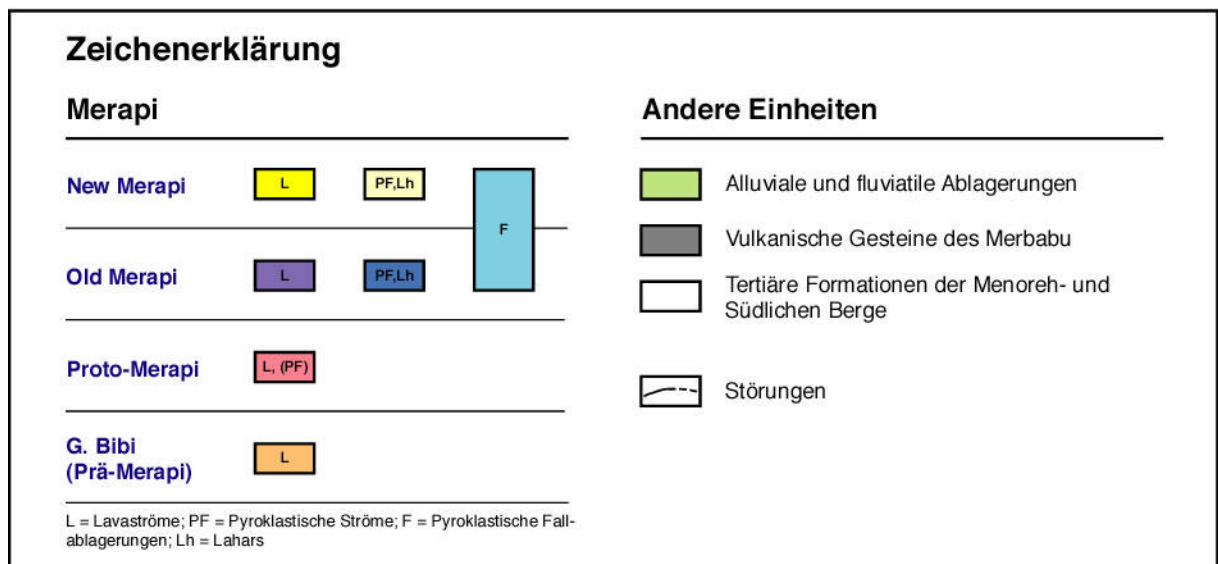 Zeichenerklärung
Merapi
New Merapi
L
PF,Lh
F
Old Merapi
L
PF,Lh
Proto-Merapi
L, (PF)
G. Bibi
(Prä-Merapi)
L
L = Lavaströme; PF = Pyroklastische Ströme; F = Pyroklastische Fall-
ablagerungen; Lh = Lahars
Andere Einheiten
Alluviale und fluviatile Ablagerungen
Vulkanische Gesteine des Merbabu
Tertiäre Formationen der Menoreh- und
Südlichen Berge
Störungen